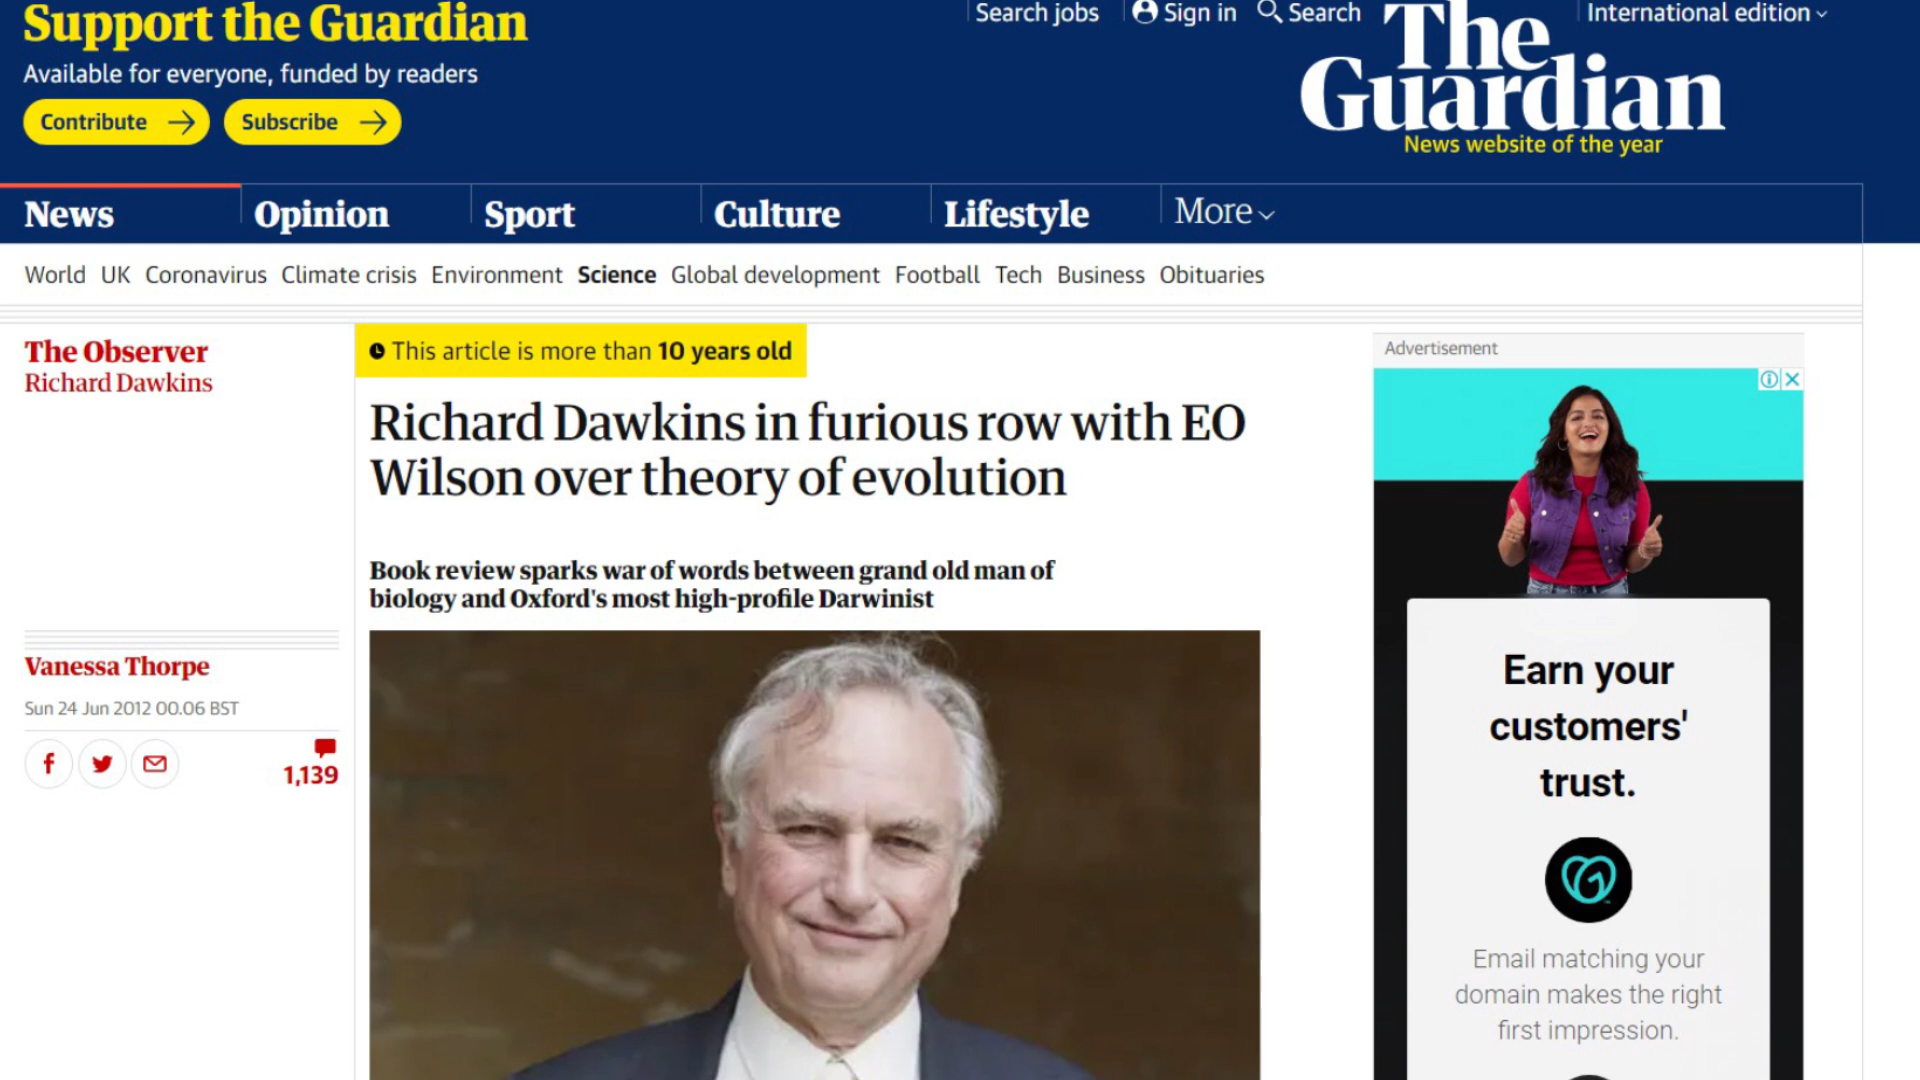 Support the Guardian
Available for everyone, funded by readers
Contribute
Subscribe
Search jobs
Sign in
Search
International edition
The
Guardian
News website of the year
News
Opinion
Sport
Culture
Lifestyle
More
World UK Coronavirus Climate crisis Environment Science Global development Football Tech Business Obituaries
The Observer
Richard Dawkins
This article is more than 10 years old
Richard Dawkins in furious row with EO
Wilson over theory of evolution
Book review sparks war of words between grand old man of
biology and Oxford's most high-profile Darwinist
Vanessa Thorpe
Sun 24 Jun 2012 00.06 BST
1,139
Advertisement
Earn your
customers'
trust.
Email matching your
domain makes the right
first impression.